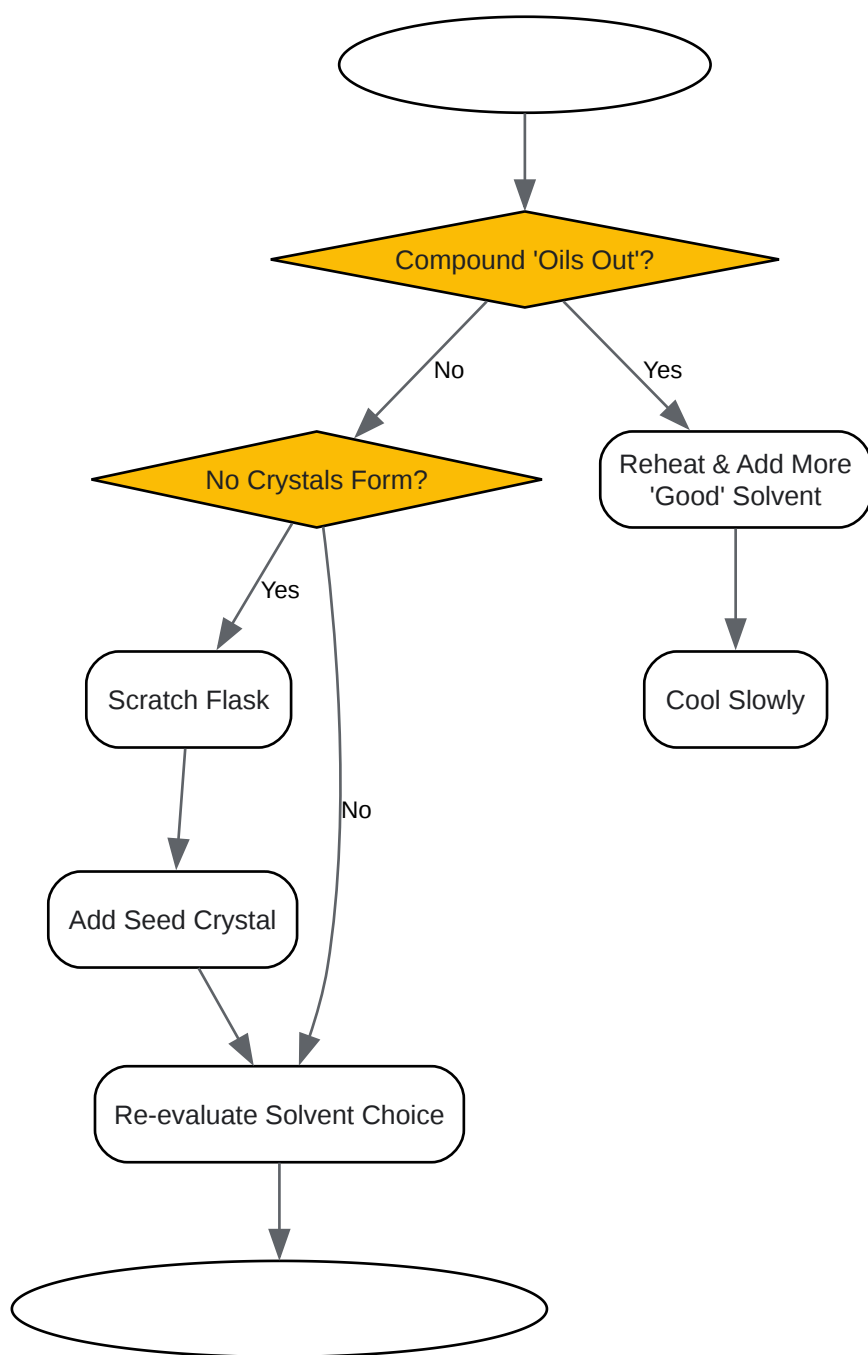 Compound 'Oils Out'?
No
Yes
No Crystals Form?
Reheat & Add More
'Good' Solvent
Yes
Scratch Flask
Cool Slowly
No
Add Seed Crystal
Re-evaluate Solvent Choice